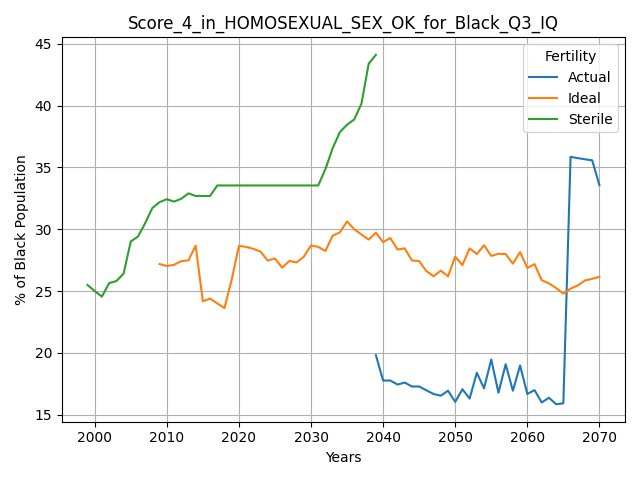 Score_4_in_HOMOSEXUAL_SEX_OK_for_Black_Q3_IQ
45
40
35
30
25
20
15
% of Black Population
Fertility
Actual
Ideal
Sterile
2000 2010 2020 2030 2040 2050 2060 2070
Years